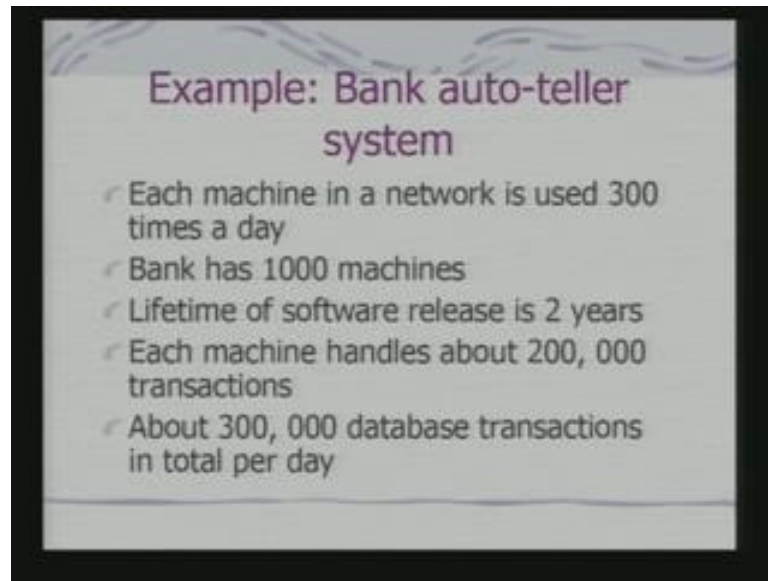 Example: Bank auto-teller
system
Each machine in a network is used 300
times a day
Bank has 1000 machines
Lifetime of software release is 2 years
Each machine handles about 200, 000
transactions
About 300, 000 database transactions
in total per day